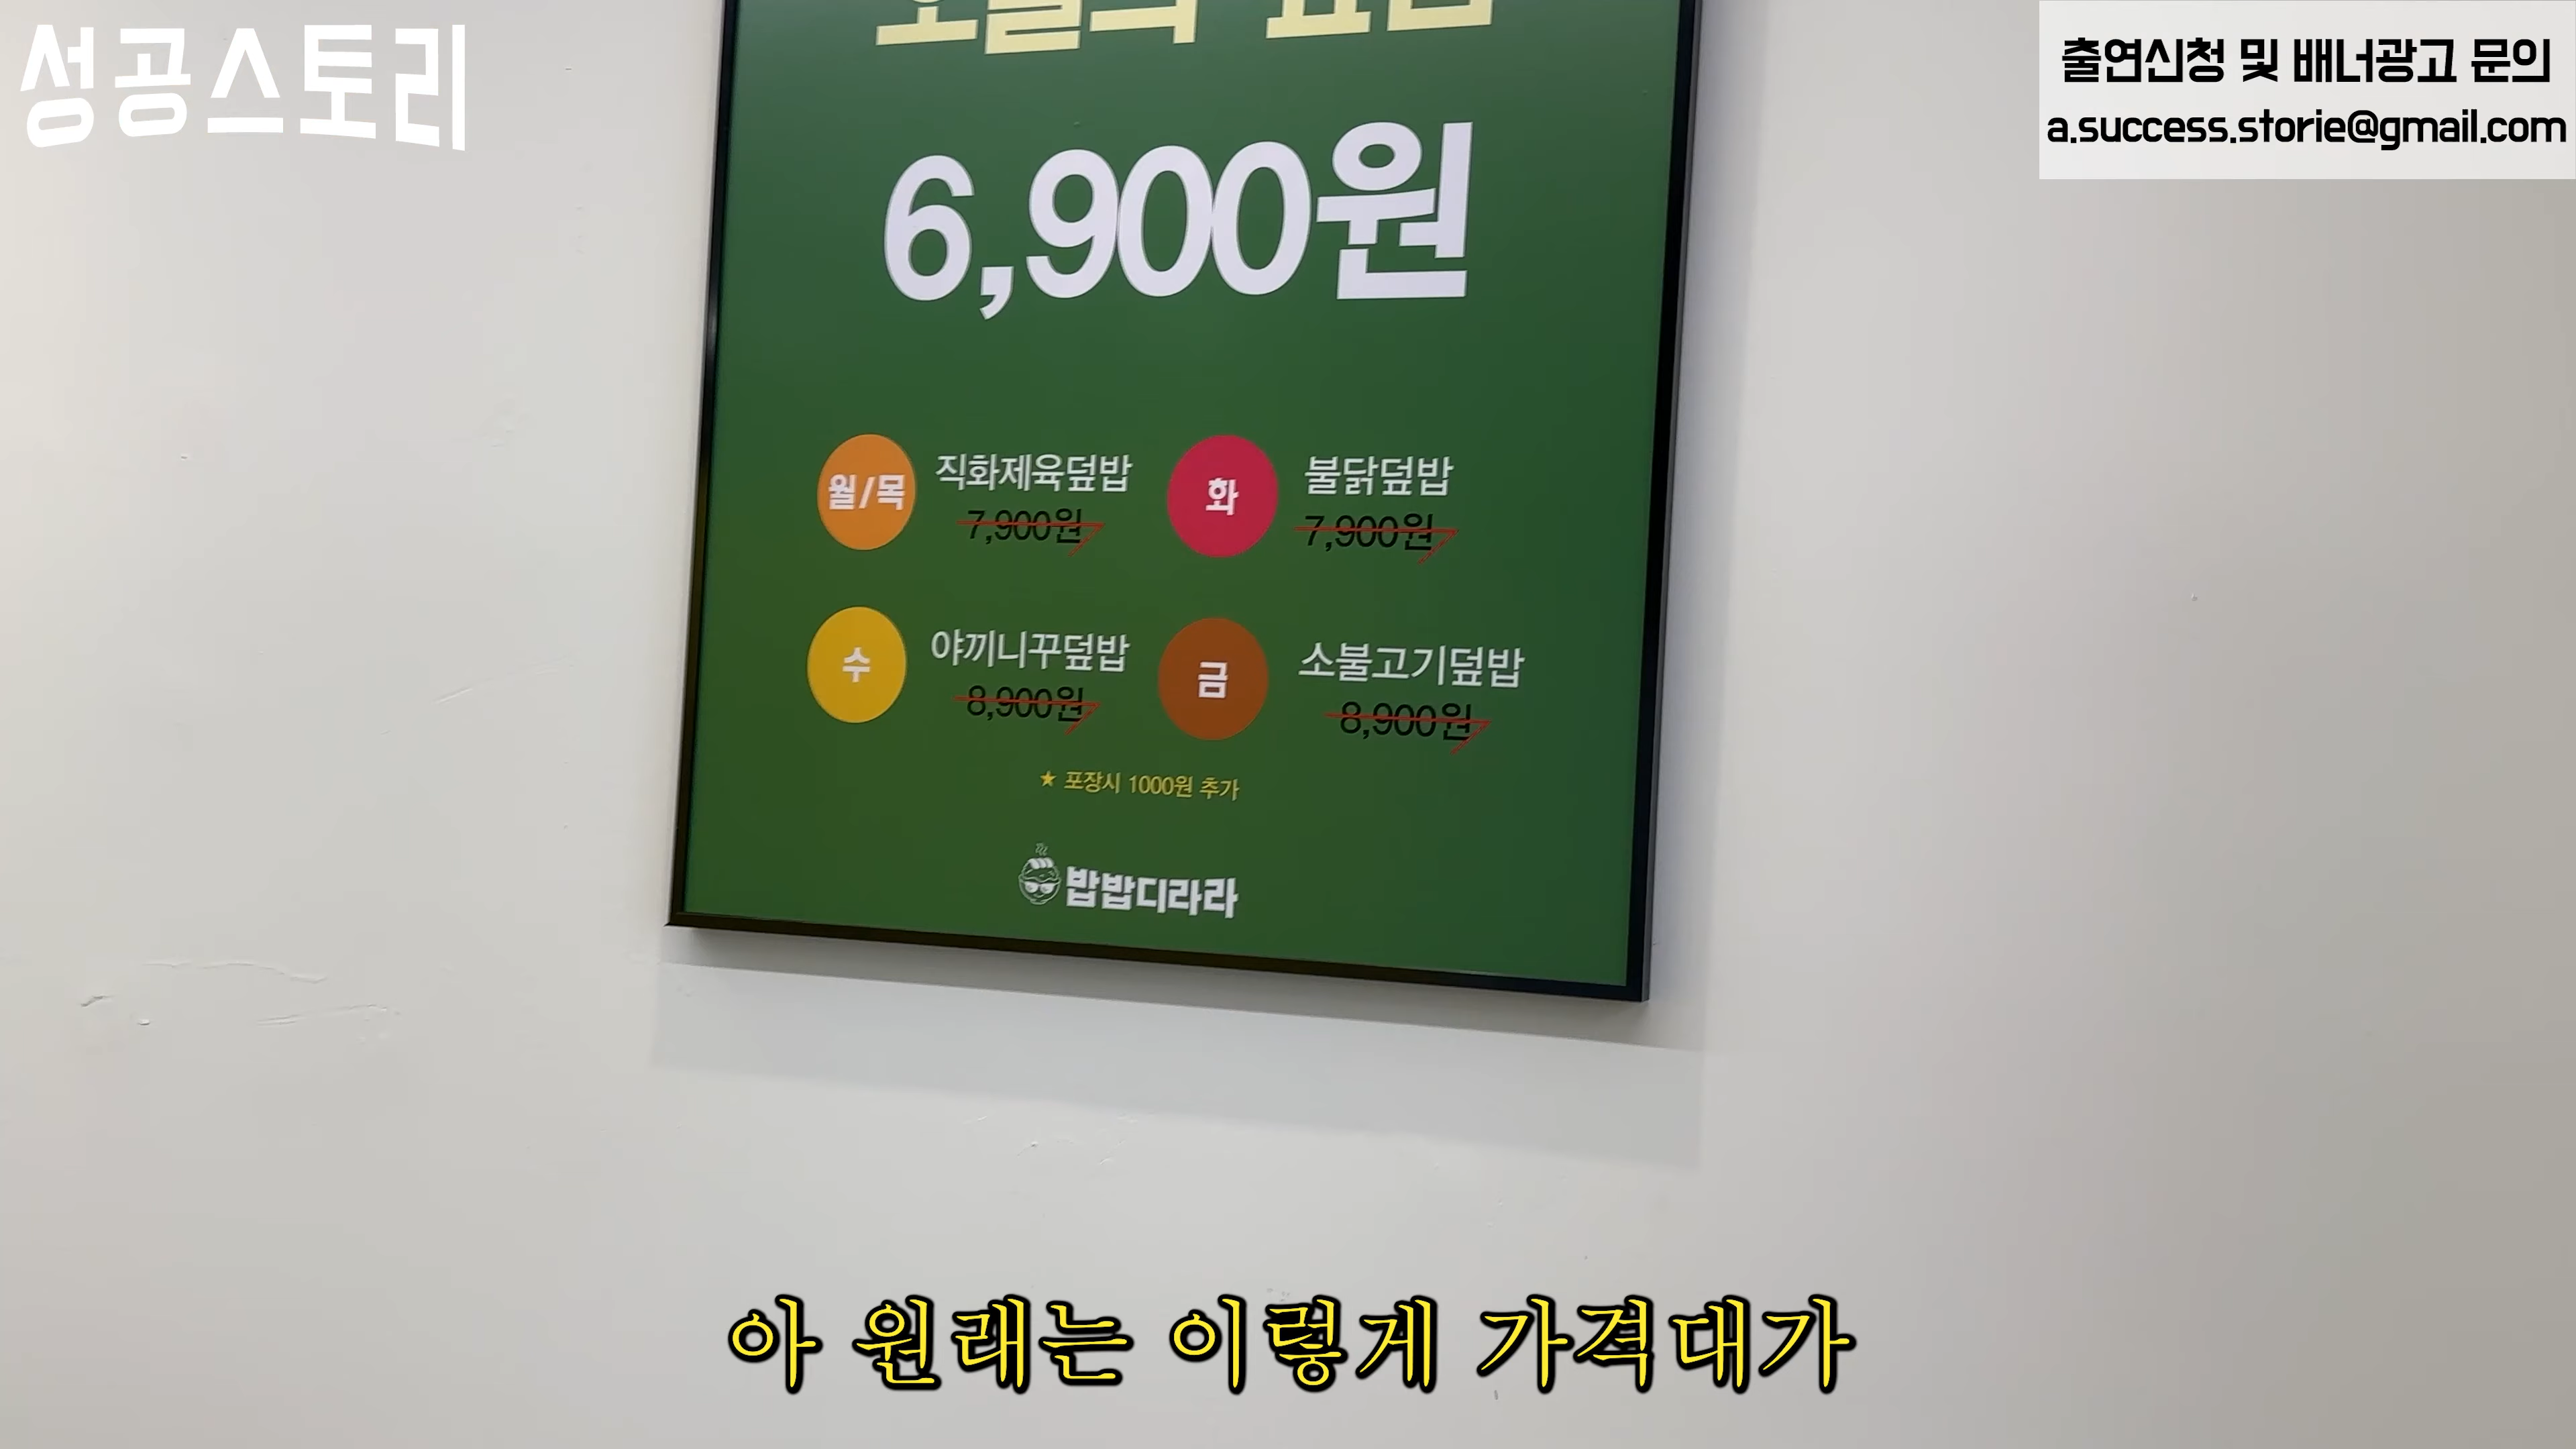 성공스토리
출연신청 및 배너광고 문의
a.success.storie@gmail.com
오늘의 덮밥
6,900원
월/목 직화제육덮밥 7,900원
화 불닭덮밥 7,900원
수 야끼니꾸덮밥 8,900원
금 소불고기덮밥 8,900원
★ 포장시 1000원 추가
밥밥디라라
아 원래는 이렇게 가격대가